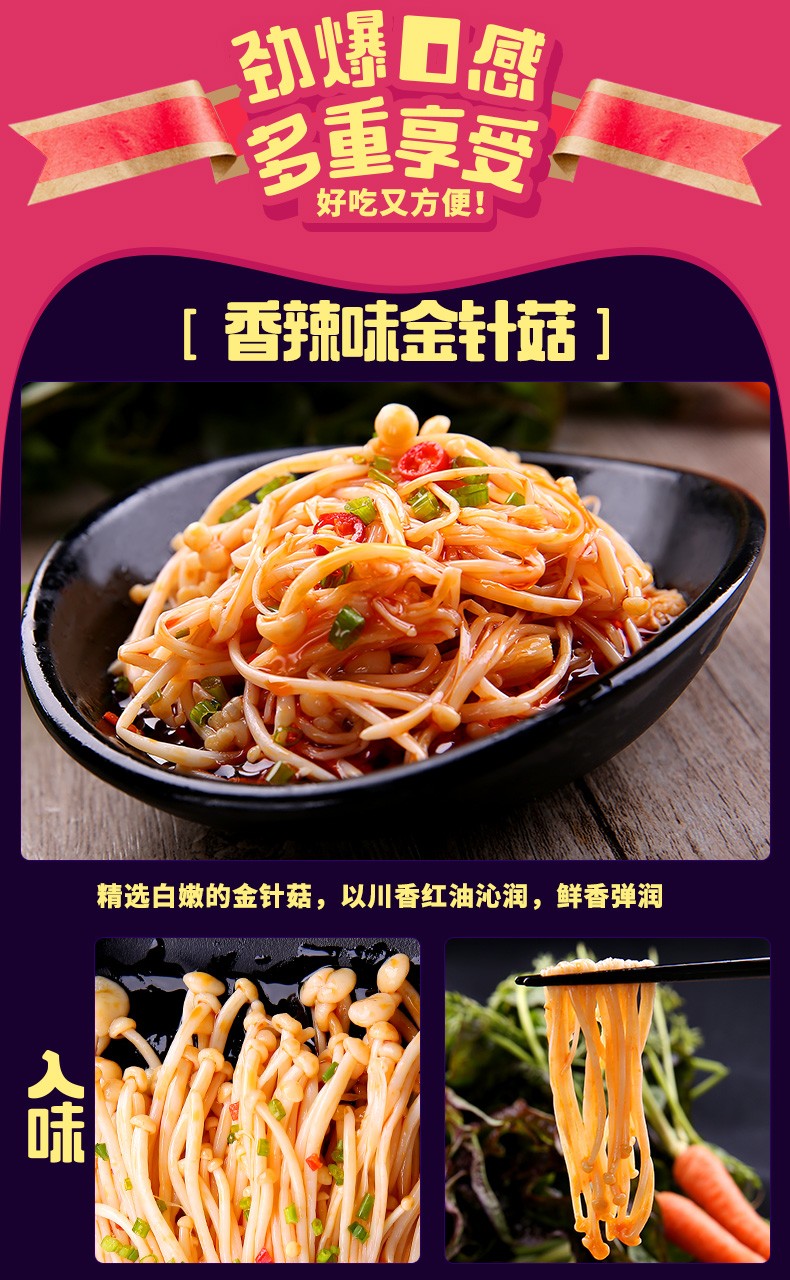 劲爆口感
多重享受
好吃又方便!
[ 香辣味金针菇 ]
精选白嫩的金针菇，以川香红油沁润，鲜香弹润
入味